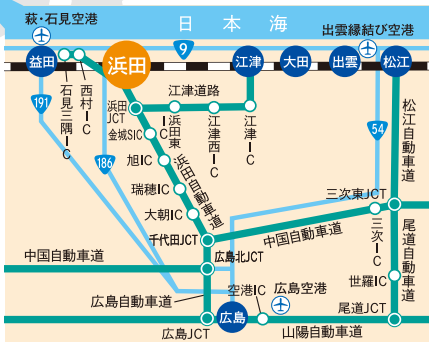 萩・石見空港
日本海
出雲縁結び空港
益田
浜田
9
江津
大田
出雲
松江
石見三隅IC
西村IC
191
186
浜田JCT
江津道路
浜田東IC
江津西IC
江津IC
54
松江自動車道
金城SIC
旭IC
浜田自動車道
瑞穂IC
大朝IC
千代田JCT
三次東JCT
中国自動車道
三次IC
尾道自動車道
中国自動車道
広島北JCT
世羅IC
広島自動車道
空港IC
広島空港
尾道JCT
広島
広島JCT
山陽自動車道